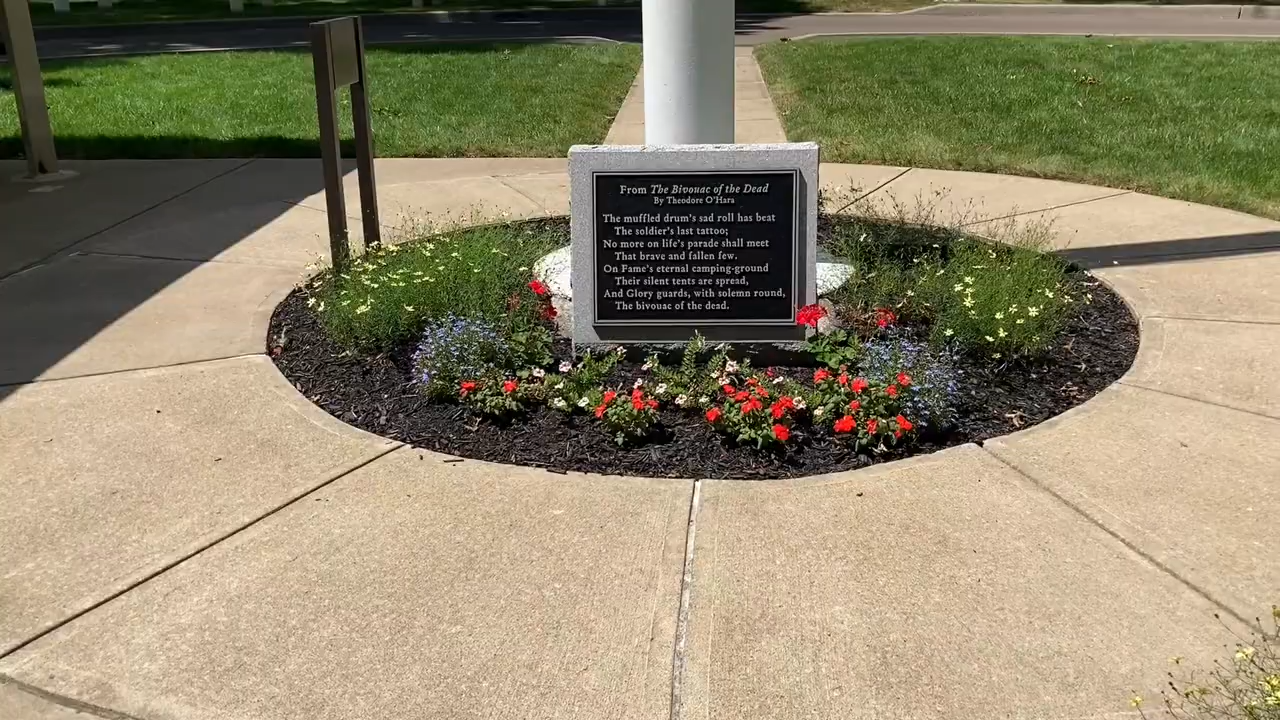 From The Bivouac of the Dead
By Theodore O'Hara
The muffled drum's sad roll has beat
The soldier's last tattoo;
No more on life's parade shall meet
That brave and fallen few.
On Fame's eternal camping-ground
Their silent tents are spread,
And Glory guards, with solemn round,
The bivouac of the dead.